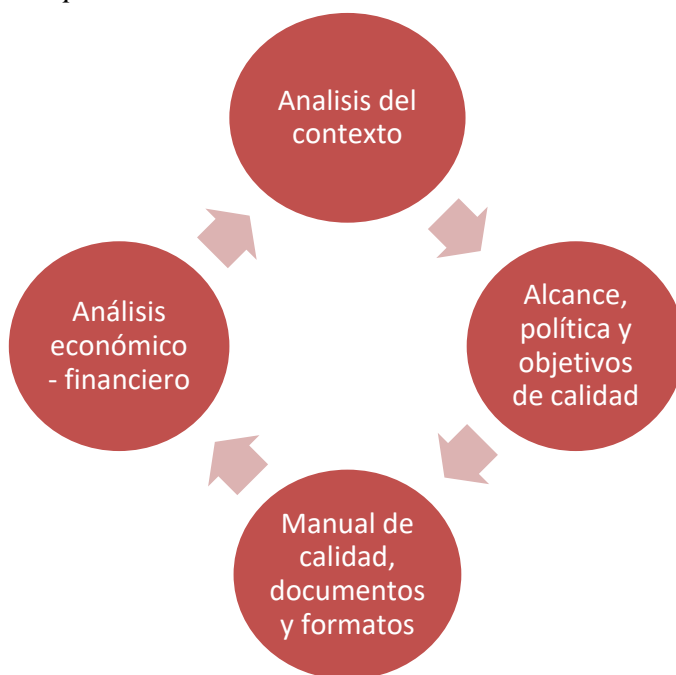 Analisis del
contexto
Alcance,
política y
objetivos
de calidad
Manual de
calidad,
documentos
y formatos
Análisis
económico
- financiero